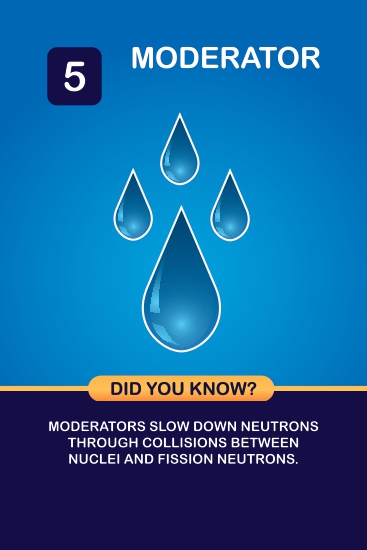 5
MODERATOR
DID YOU KNOW?
MODERATORS SLOW DOWN NEUTRONS
THROUGH COLLISIONS BETWEEN
NUCLEI AND FISSION NEUTRONS.